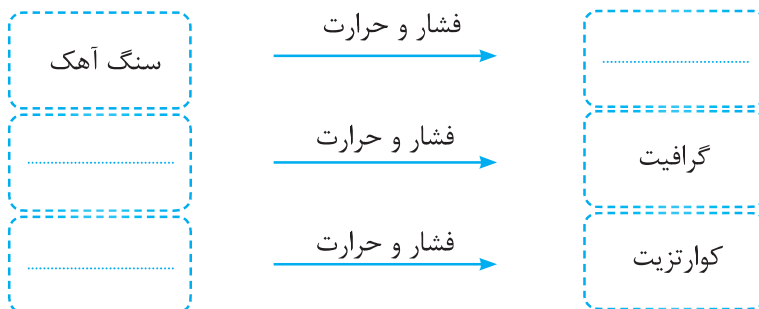 سنگ آهک
فشار و حرارت
فشار و حرارت
گرافیت
فشار و حرارت
کوارتزیت